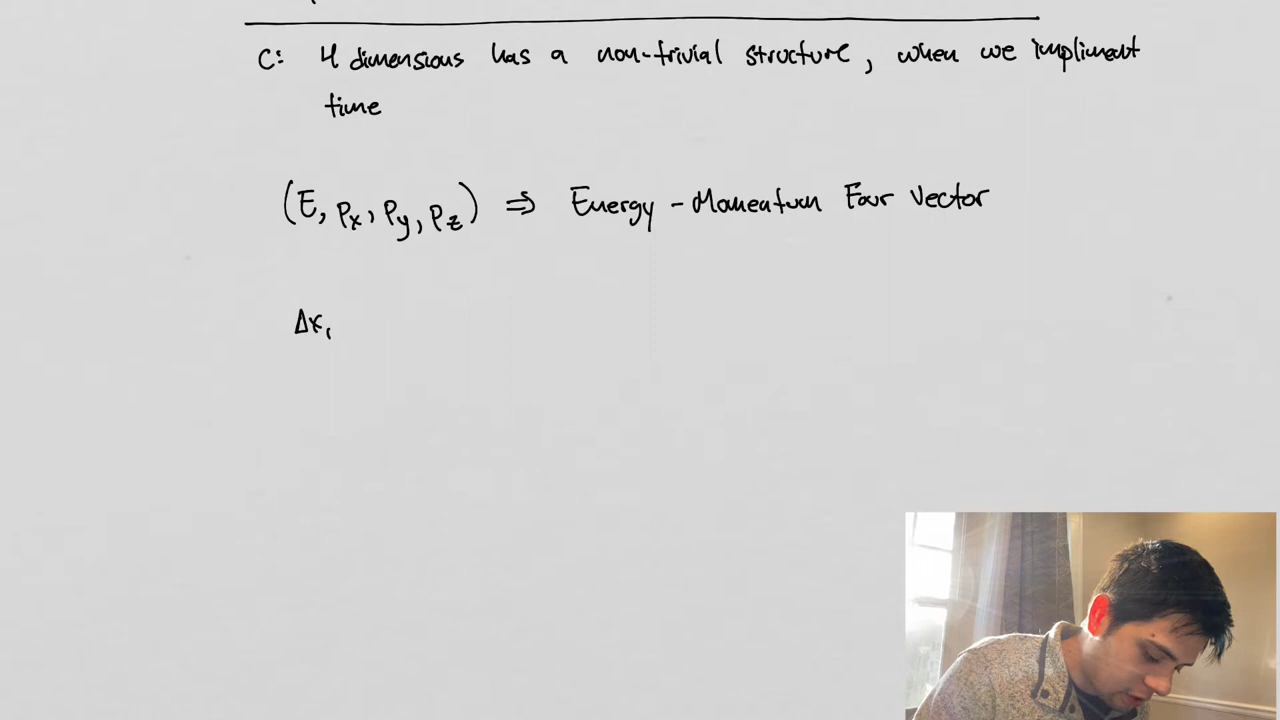 C: 4 dimensions has a non-trivial structure, when we impliment
time
(E, px, py, pz) ⇒ Energy - Momentum Four Vector
Δx,